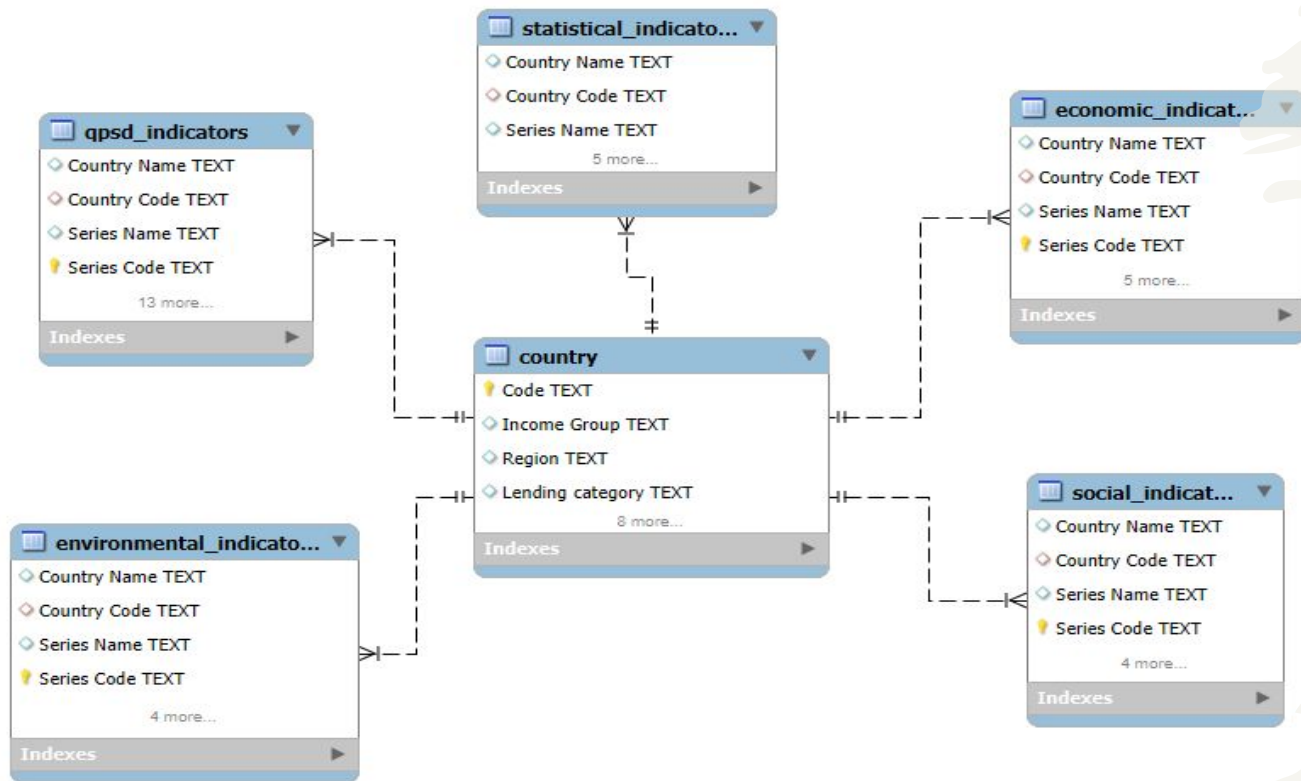 statistical_indicato...
Country Name TEXT
Country Code TEXT
Series Name TEXT
5 more...
Indexes
qpsd_indicators
Country Name TEXT
Country Code TEXT
Series Name TEXT
Series Code TEXT
13 more...
Indexes
economic_indicat...
Country Name TEXT
Country Code TEXT
Series Name TEXT
Series Code TEXT
5 more...
Indexes
country
Code TEXT
Income Group TEXT
Region TEXT
Lending category TEXT
8 more...
Indexes
social_indicat...
Country Name TEXT
Country Code TEXT
Series Name TEXT
Series Code TEXT
4 more...
Indexes
environmental_indicato...
Country Name TEXT
Country Code TEXT
Series Name TEXT
Series Code TEXT
4 more...
Indexes